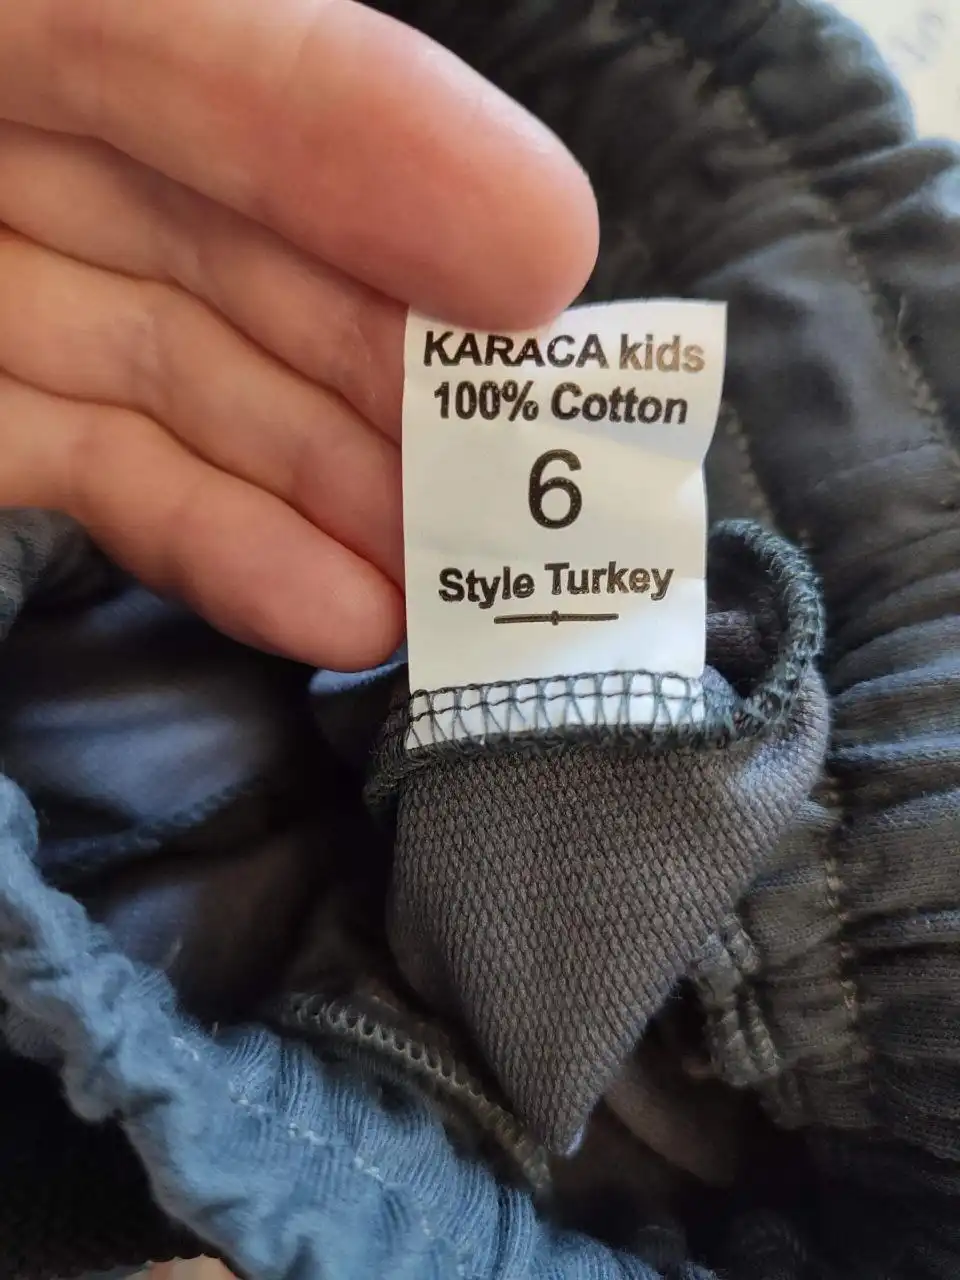 KARACA kids
100% Cotton
6
Style Turkey